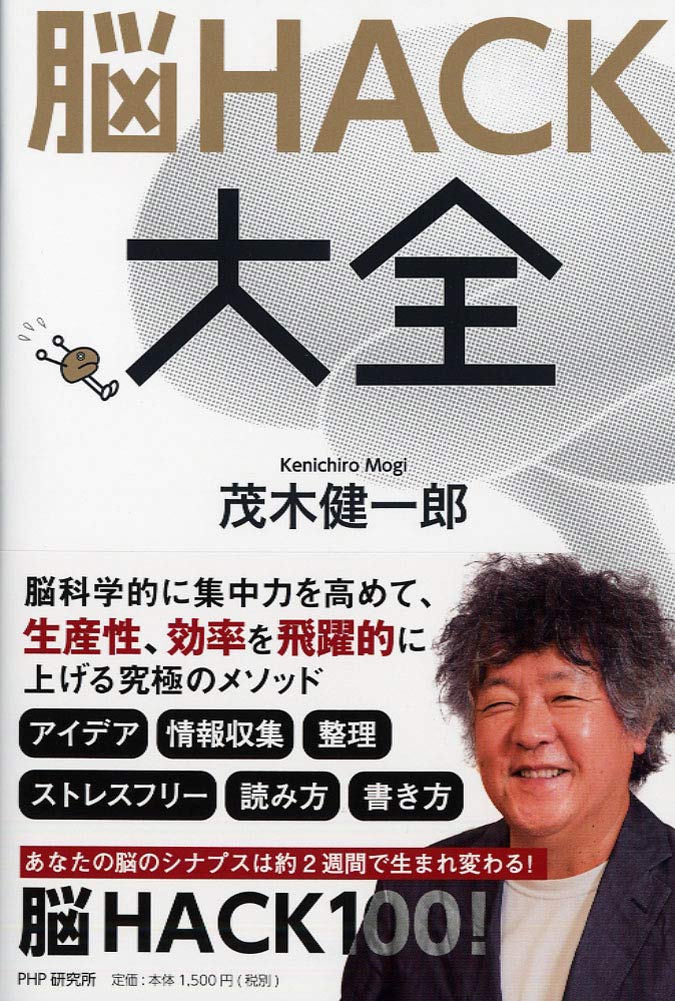 脳HACK
大全
Kenichiro Mogi
茂木健一郎
脳科学的に集中力を高めて、
生産性、効率を飛躍的に
上げる究極のメソッド
アイデア 情報収集 整理
ストレスフリー 読み方 書き方
あなたの脳のシナプスは約2週間で生まれ変わる!
脳HACK100!
PHP研究所 定価:本体1,500円(税別)